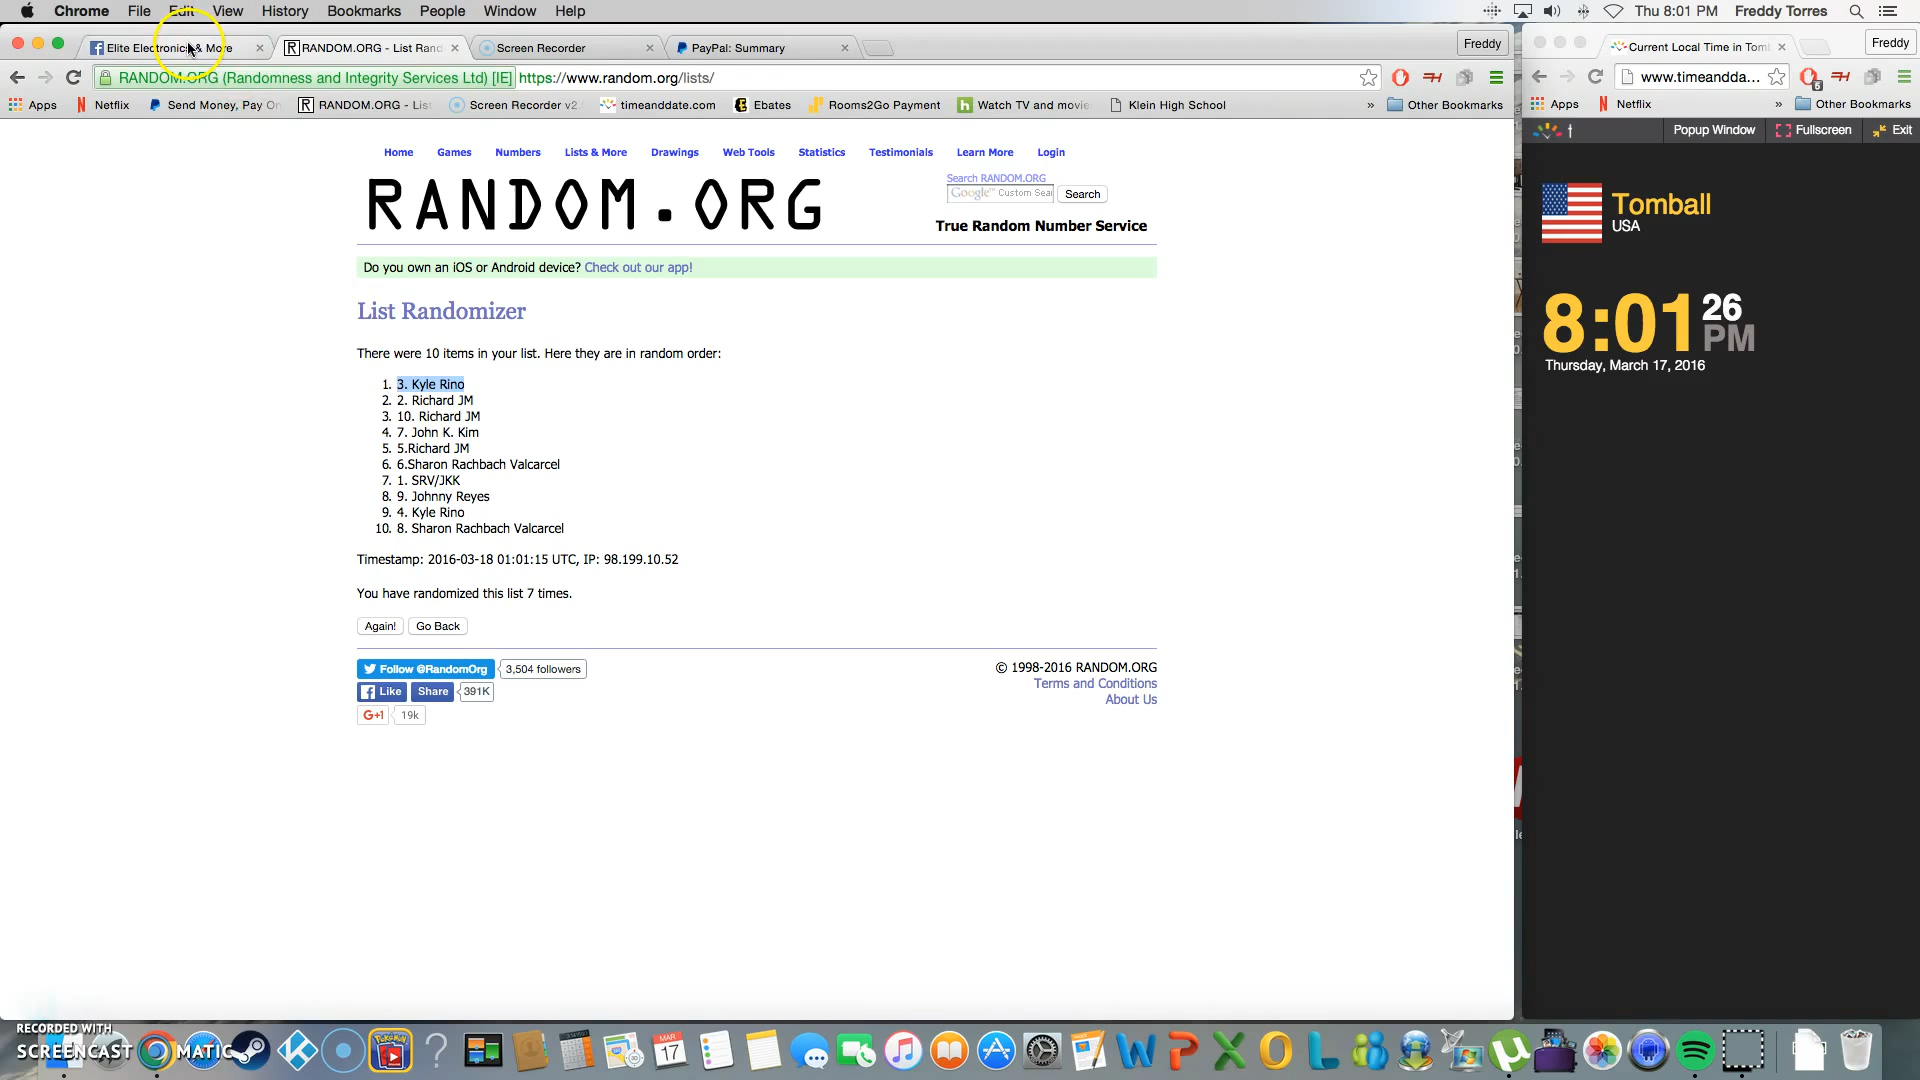 Chrome File Edit View History Bookmarks People Window Help Thu 8:01 PM Freddy Torres
Elite Electronics & More RANDOM.ORG - List Rand Screen Recorder PayPal: Summary Freddy
RANDOM.ORG (Randomness and Integrity Services Ltd) [IE] https://www.random.org/lists/
Apps Netflix Send Money, Pay On RANDOM.ORG - Lis Screen Recorder v2 timeanddate.com Ebates Rooms2Go Payment Watch TV and movie Klein High School » Other Bookmarks
Home Games Numbers Lists & More Drawings Web Tools Statistics Testimonials Learn More Login
RANDOM.ORG
Search RANDOM.ORG
Google™ Custom Sear Search
True Random Number Service
Do you own an iOS or Android device? Check out our app!
List Randomizer
There were 10 items in your list. Here they are in random order:
1. 3. Kyle Rino
2. 2. Richard JM
3. 10. Richard JM
4. 7. John K. Kim
5. 5.Richard JM
6. 6.Sharon Rachbach Valcarcel
7. 1. SRV/JKK
8. 9. Johnny Reyes
9. 4. Kyle Rino
10. 8. Sharon Rachbach Valcarcel
Timestamp: 2016-03-18 01:01:15 UTC, IP: 98.199.10.52
You have randomized this list 7 times.
Again! Go Back
Follow @RandomOrg 3,504 followers
Like Share 391K
G+1 19k
© 1998-2016 RANDOM.ORG
Terms and Conditions
About Us
Current Local Time in Tomb Freddy
www.timeandda...
Apps Netflix » Other Bookmarks
t Popup Window Fullscreen Exit
Tomball
USA
8:01 26 PM
Thursday, March 17, 2016
RECORDED WITH
SCREENCAST MATIC
MAR
17